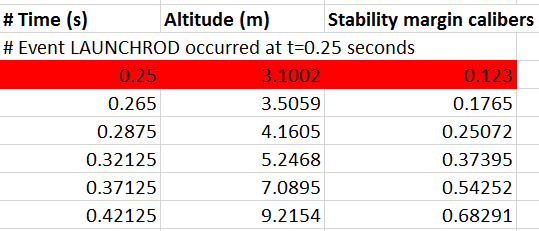 # Time (s) Altitude (m) Stability margin calibers
# Event LAUNCHROD occurred at t=0.25 seconds
0.25 3.1002 0.123
0.265 3.5059 0.1765
0.2875 4.1605 0.25072
0.32125 5.2468 0.37395
0.37125 7.0895 0.54252
0.42125 9.2154 0.68291